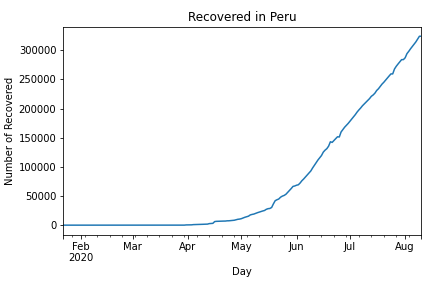 Recovered in Peru
Number of Recovered
300000
250000
200000
150000
100000
50000
0
Feb Mar Apr May Jun Jul Aug
2020
Day